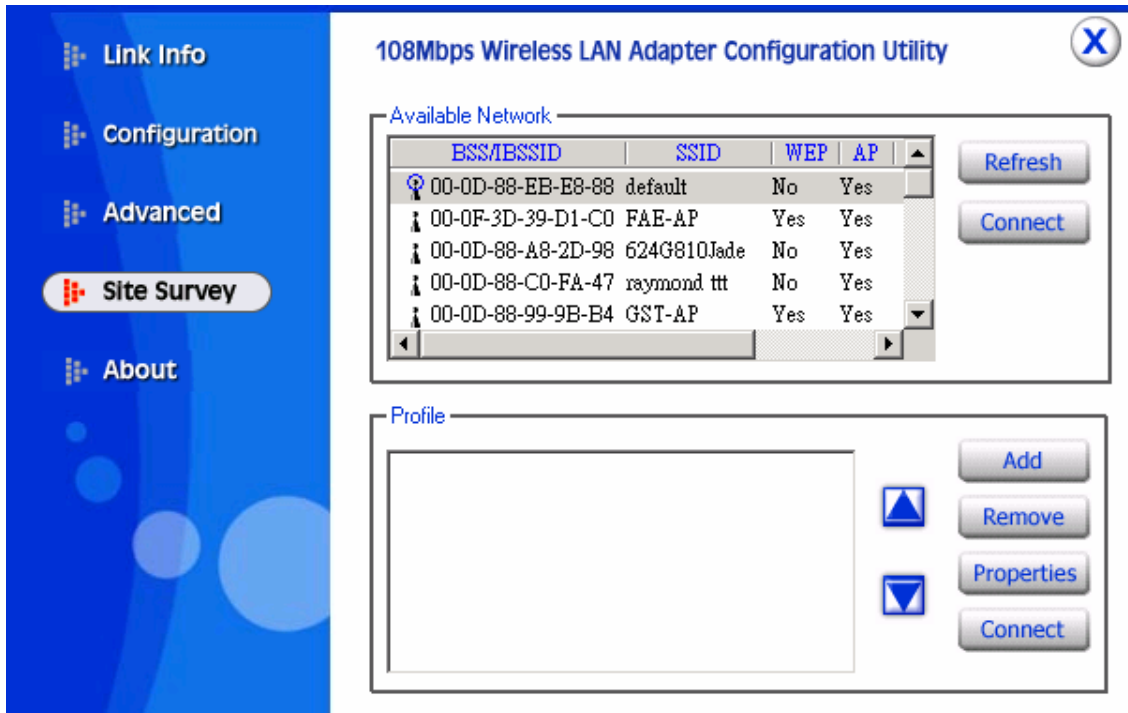 Link Info
Configuration
Advanced
Site Survey
About
108Mbps Wireless LAN Adapter Configuration Utility
X
Available Network
BSS/IBSSID SSID WEP AP
00-0D-88-EB-E8-88 default No Yes
00-0F-3D-39-D1-C0 FAE-AP Yes Yes
00-0D-88-A8-2D-98 624G810Jade No Yes
00-0D-88-C0-FA-47 raymond ttt No Yes
00-0D-88-99-9B-B4 GST-AP Yes Yes
Refresh
Connect
Profile
Add
Remove
Properties
Connect